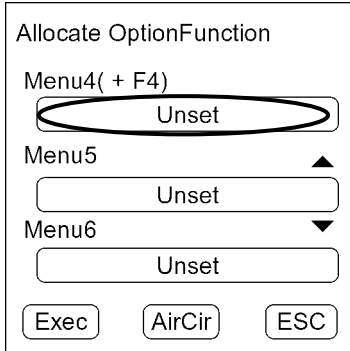 Allocate OptionFunction
Menu4( + F4)
Unset
Menu5
Unset
Menu6
Unset
Exec AirCir ESC